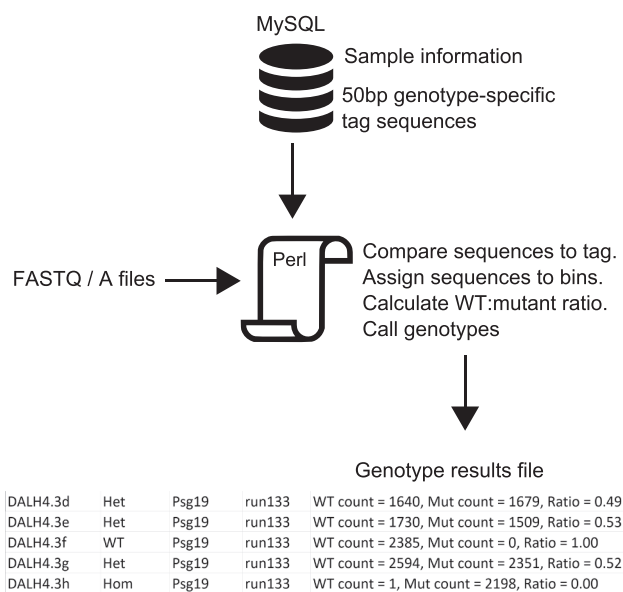 MySQL
Sample information
50bp genotype-specific
tag sequences
FASTQ / A files
Perl
Compare sequences to tag.
Assign sequences to bins.
Calculate WT:mutant ratio.
Call genotypes
Genotype results file
DALH4.3d Het Psg19 run133 WT count = 1640, Mut count = 1679, Ratio = 0.49
DALH4.3e Het Psg19 run133 WT count = 1730, Mut count = 1509, Ratio = 0.53
DALH4.3f WT Psg19 run133 WT count = 2385, Mut count = 0, Ratio = 1.00
DALH4.3g Het Psg19 run133 WT count = 2594, Mut count = 2351, Ratio = 0.52
DALH4.3h Hom Psg19 run133 WT count = 1, Mut count = 2198, Ratio = 0.00